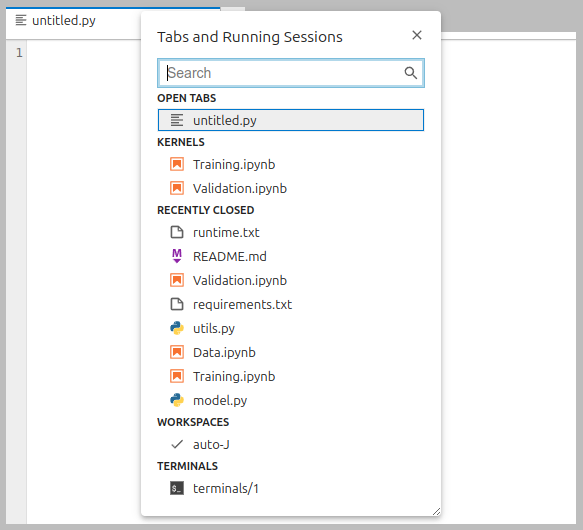 untitled.py
1
Tabs and Running Sessions
Search
OPEN TABS
untitled.py
KERNELS
Training.ipynb
Validation.ipynb
RECENTLY CLOSED
runtime.txt
README.md
Validation.ipynb
requirements.txt
utils.py
Data.ipynb
Training.ipynb
model.py
WORKSPACES
auto-J
TERMINALS
terminals/1